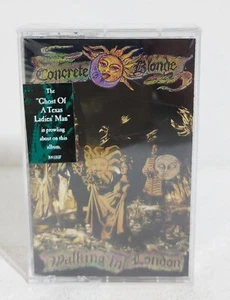 Concrete Blonde
The
"Ghost Of
A Texas
Ladies' Man"
is prowling
about on this
album.
Walking in London